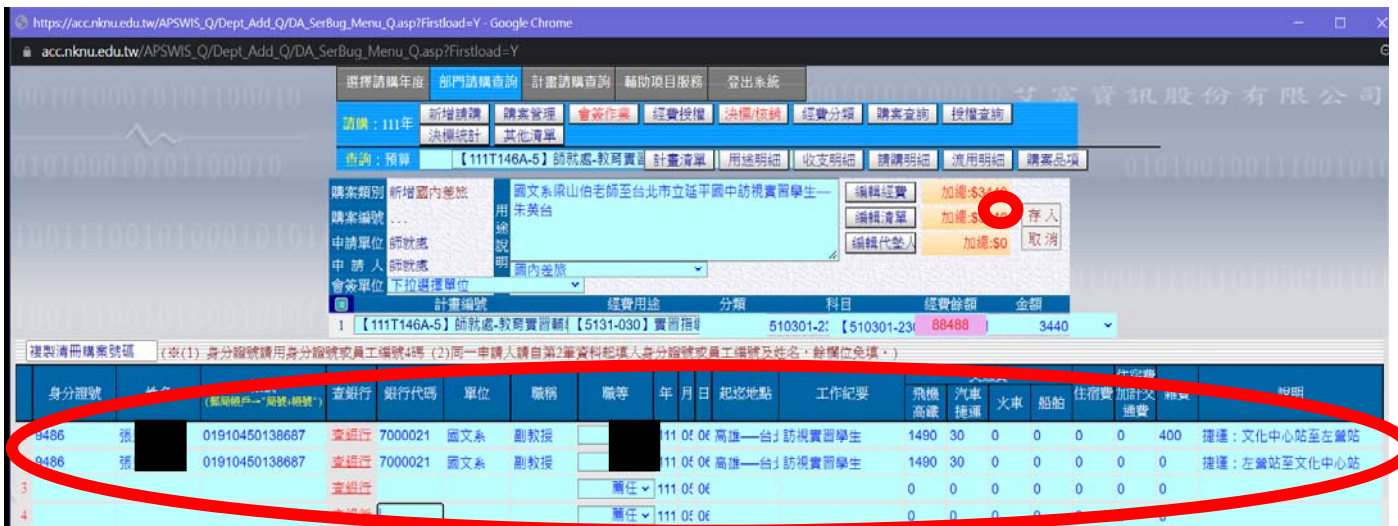 https://acc.nknu.edu.tw/APSWIS_Q/Dept_Add_Q/DA_SerBug_Menu_Q.asp?Firstload=Y - Google Chrome
acc.nknu.edu.tw/APSWIS_Q/Dept_Add_Q/DA_SerBug_Menu_Q.asp?Firstload=Y
選擇請購年度 部門請購查詢 計畫請購查詢 輔助項目服務 登出系統
艾富資訊股份有限公司
請購：111年 新增請購 購案管理 會簽作業 經費授權 決標/核銷 經費分類 購案查詢 授權查詢
決標統計 其他清單
查詢：預算 【111T146A-5】師就處-教育實習 計畫清單 用途明細 收支明細 請購明細 流用明細 購案品項
購案類別 新增國內差旅
購案編號 . . .
申請單位 師就處
申 請 人 師就處
會簽單位 下拉選擇單位
用途說明
國文系梁山伯老師至台北市立延平國中訪視實習學生—
朱英台
國內差旅
編輯經費 加總:$3440
編輯清單 加總:$ 存入
編輯代墊人 加總:$0 取消
計畫編號 經費用途 分類 科目 經費餘額 金額
1 【111T146A-5】師就處-教育實習輔 【5131-030】實習指導 510301-2 【510301-230 88488 3440
複製清冊購案號碼 (※(1) 身分證號請用身分證號或員工編號4碼 (2)同一申請人請自第2筆資料起填入身分證號或員工編號及姓名，餘欄位免填。)
身分證號 姓名 (郵局帳戶→"局號+帳號") 查銀行 銀行代碼 單位 職稱 職等 年 月 日 起迄地點 工作紀要 飛機高鐵 汽車捷運 火車 船舶 住宿費 住宿費加計交通費 雜費 說明
9486 張 01910450138687 查銀行 7000021 國文系 副教授 111 05 06 高雄—台北 訪視實習學生 1490 30 0 0 0 0 400 捷運：文化中心站至左營站
9486 張 01910450138687 查銀行 7000021 國文系 副教授 111 05 06 高雄—台北 訪視實習學生 1490 30 0 0 0 0 0 捷運：左營站至文化中心站
3 查銀行 薦任 111 05 06 0 0 0 0 0 0 0
4 查銀行 薦任 111 05 06 0 0 0 0 0 0 0